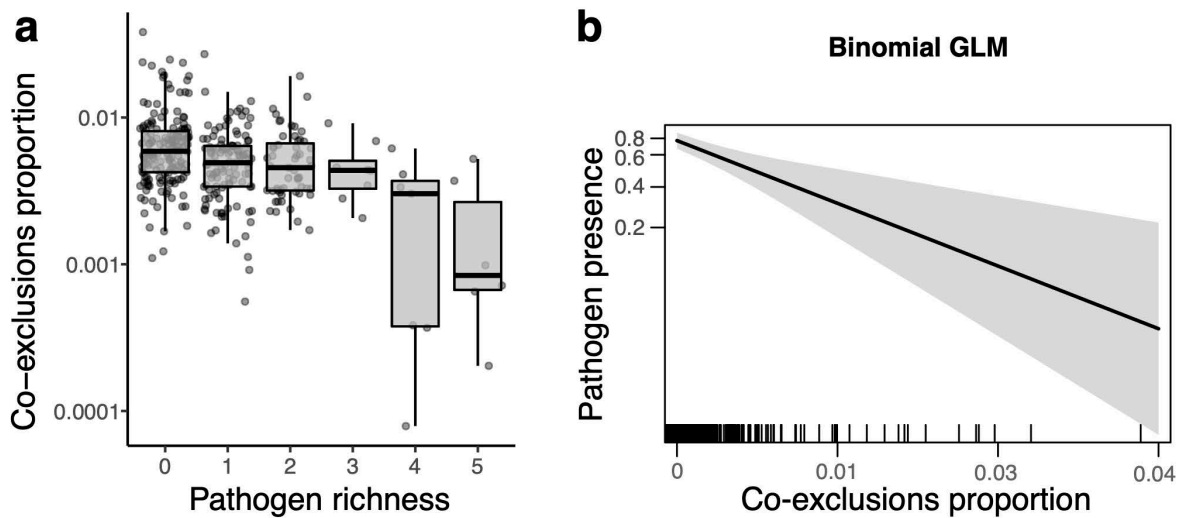 a
Co−exclusions proportion
0.01
0.001
0.0001
0 1 2 3 4 5
Pathogen richness
b
Binomial GLM
Pathogen presence
0.8
0.6
0.4
0.2
0 0.01 0.03 0.04
Co-exclusions proportion